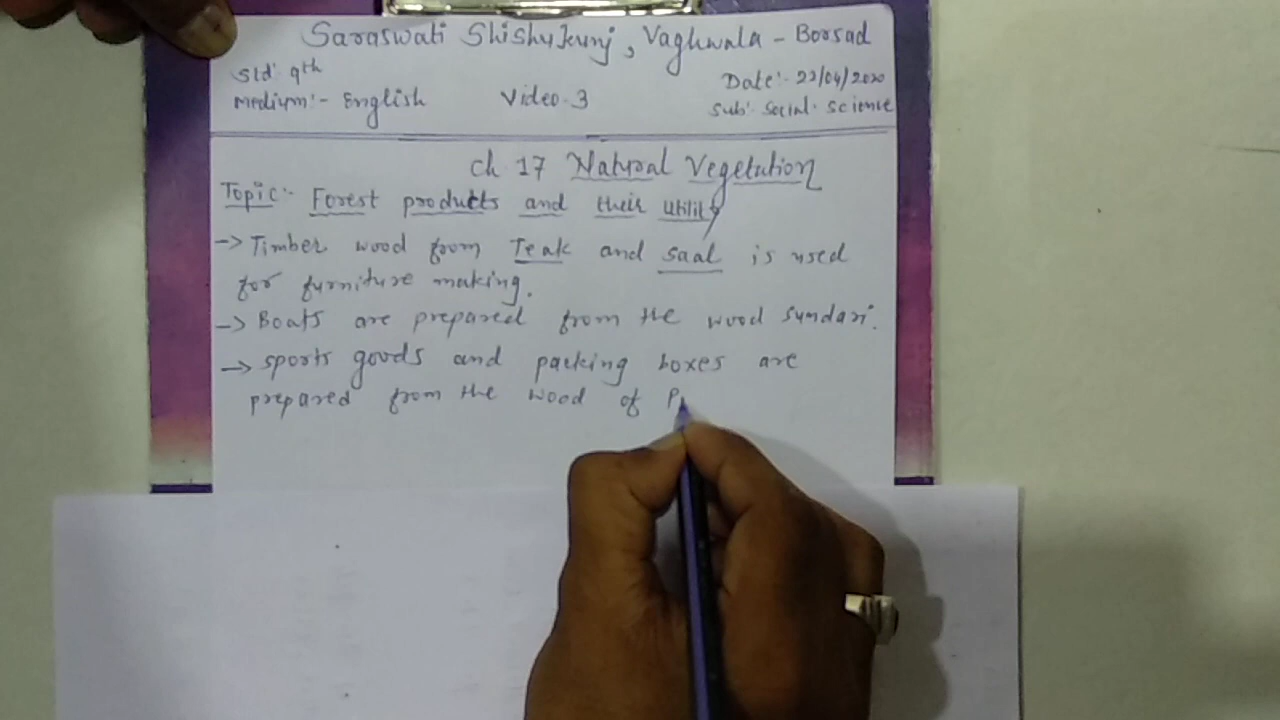 Saraswati Shishukunj, Vaghwala - Borsad
Std: 9th
Date:- 23/04/2020
Medium:- English
Video. 3
Sub: Social. Science
Ch. 17 Natural Vegetation
Topic:- Forest products and their utility
-> Timber wood from Teak and Saal is used
for furniture making.
-> Boats are prepared from the wood Sundari.
-> Sports goods and packing boxes are
prepared from the wood of P